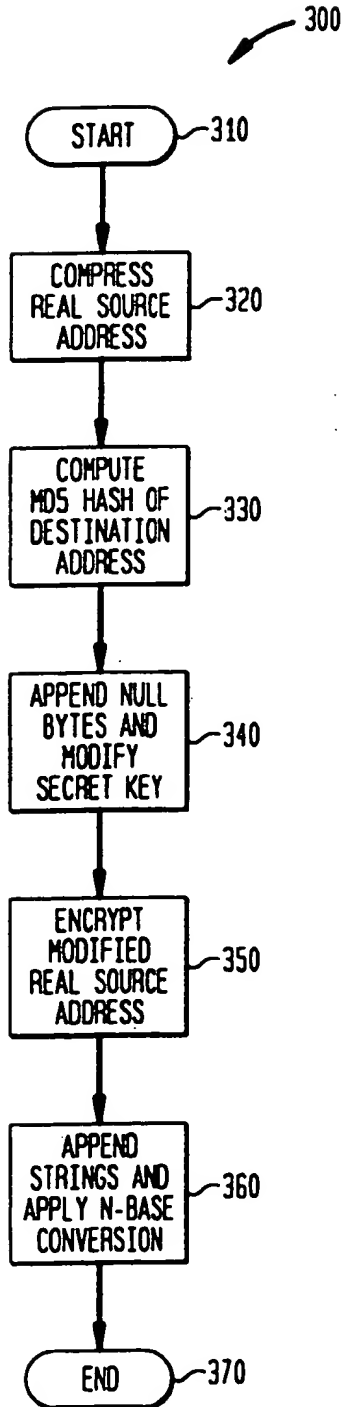 300
START
310
COMPRESS
REAL SOURCE
ADDRESS
320
COMPUTE
MD5 HASH OF
DESTINATION
ADDRESS
330
APPEND NULL
BYTES AND
MODIFY
SECRET KEY
340
ENCRYPT
MODIFIED
REAL SOURCE
ADDRESS
350
APPEND
STRINGS AND
APPLY N-BASE
CONVERSION
360
END
370